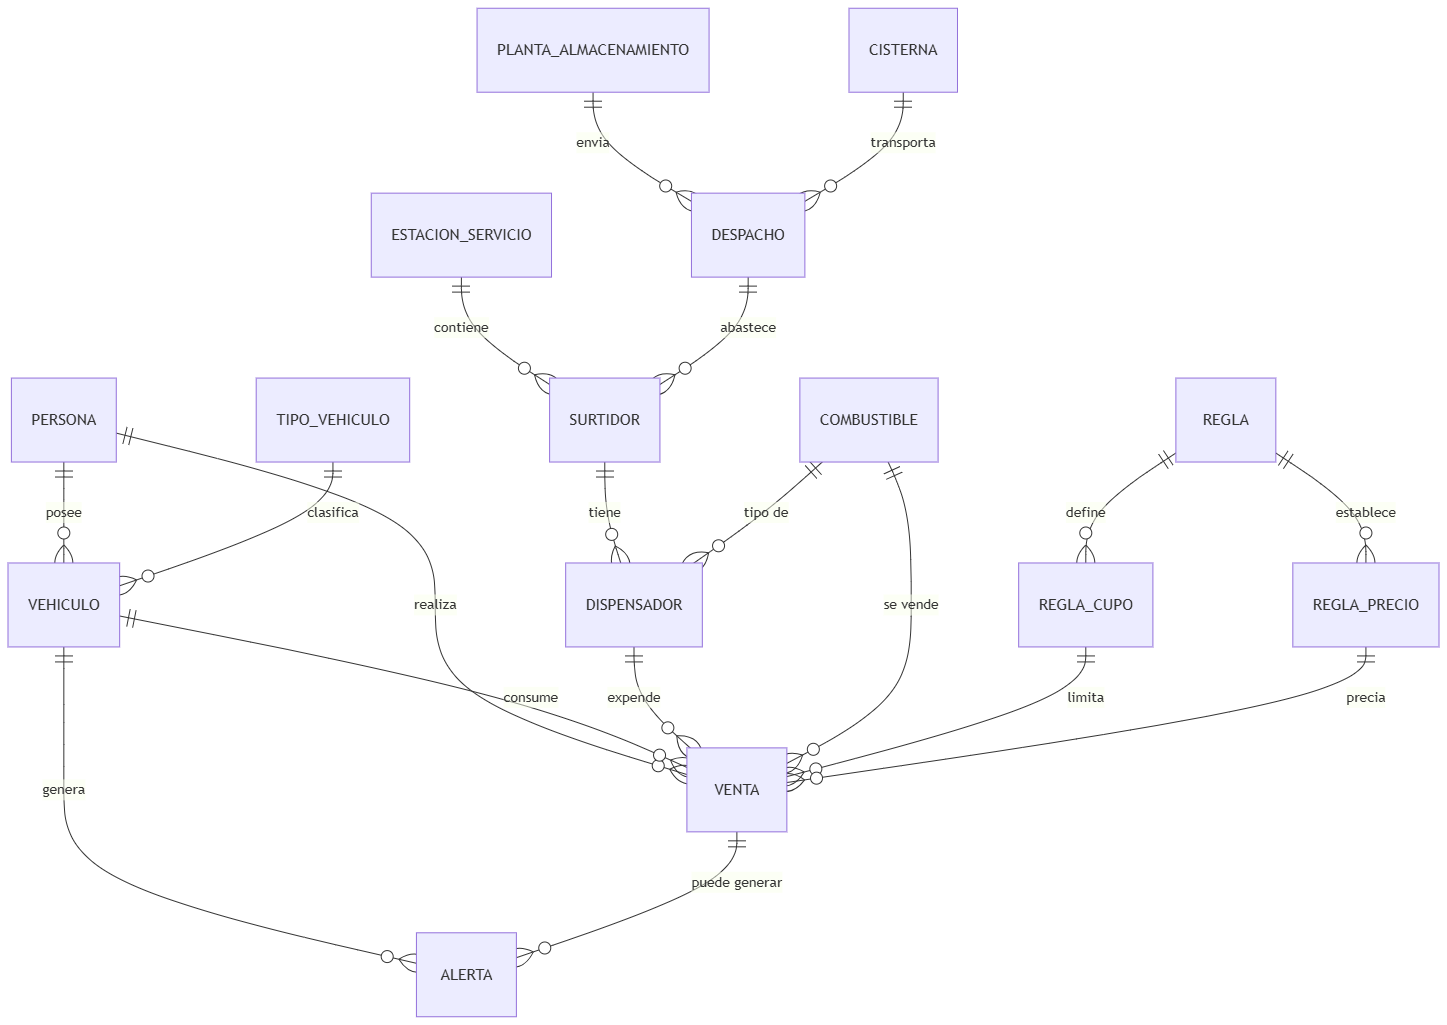 PLANTA_ALMACENAMIENTO
CISTERNA
envia
transporta
ESTACION_SERVICIO
DESPACHO
contiene
abastece
PERSONA
TIPO_VEHICULO
SURTIDOR
COMBUSTIBLE
REGLA
posee
clasifica
tiene
tipo de
define
establece
VEHICULO
realiza
DISPENSADOR
se vende
REGLA_CUPO
REGLA_PRECIO
consume
expende
limita
precia
genera
VENTA
puede generar
ALERTA